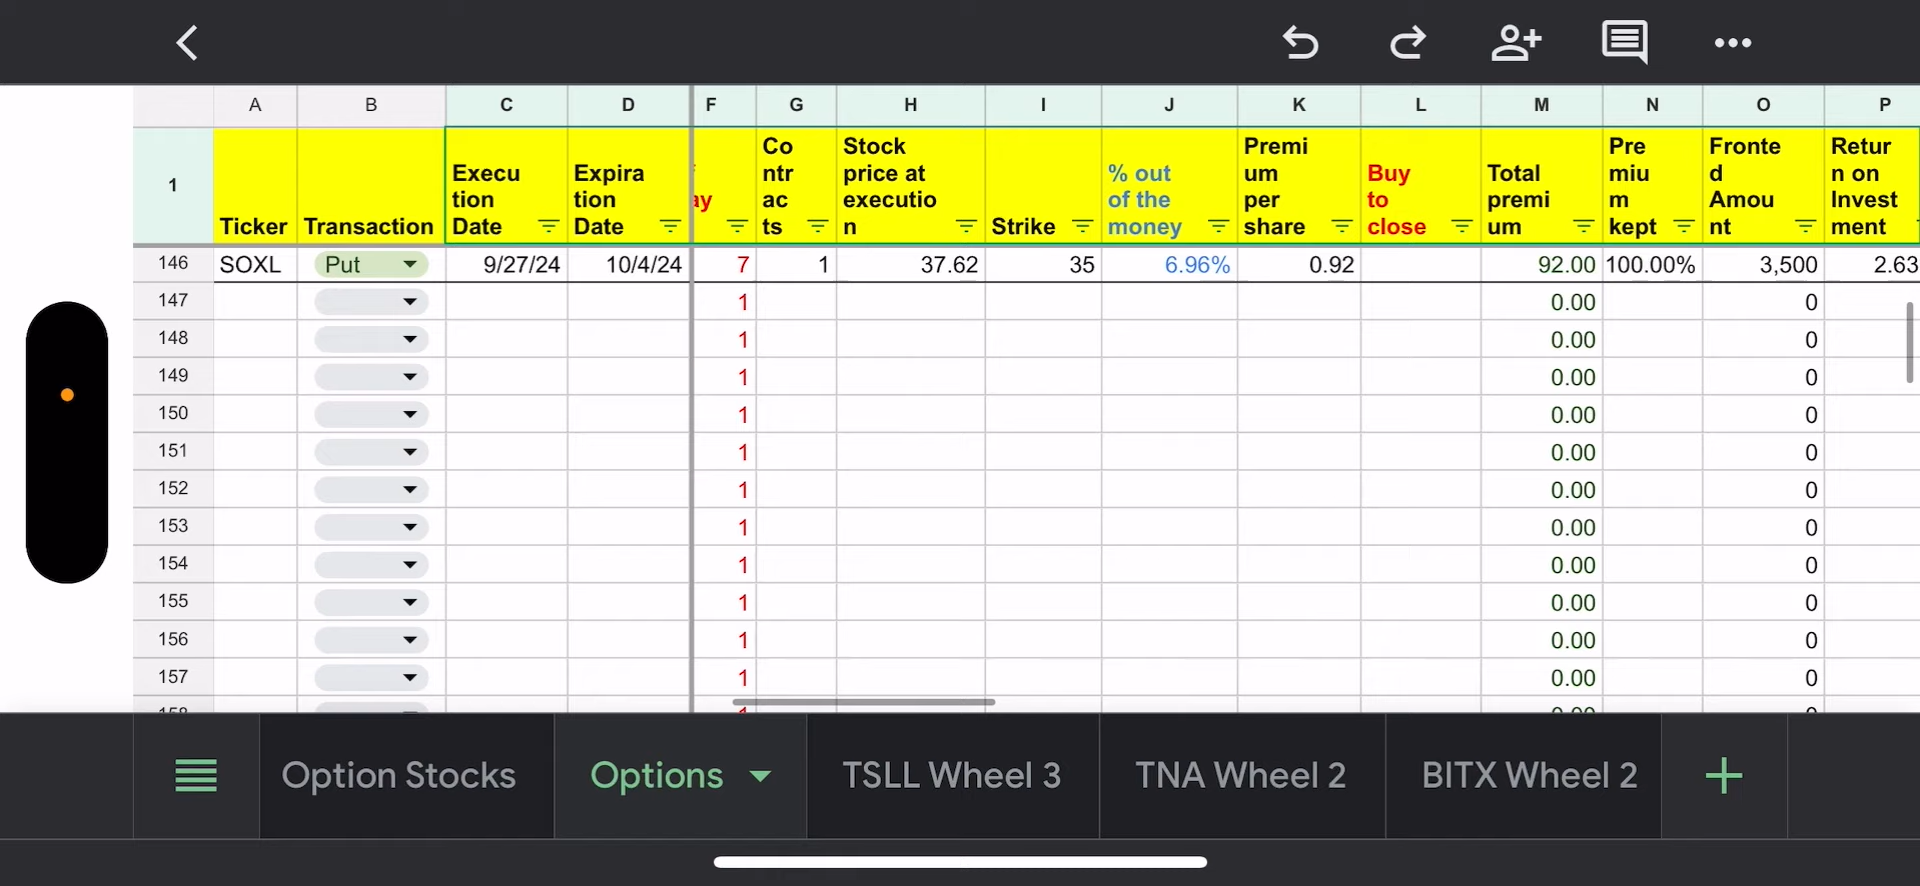 A B C D F G H I J K L M N O P
1 Ticker Transaction Execu tion Date Expira tion Date ay Co ntr ac ts Stock price at executio n Strike % out of the money Premi um per share Buy to close Total premi um Pre miu m kept Fronte d Amou nt Retur n on Invest ment
146 SOXL Put 9/27/24 10/4/24 7 1 37.62 35 6.96% 0.92 92.00 100.00% 3,500 2.63
147 1 0.00 0
148 1 0.00 0
149 1 0.00 0
150 1 0.00 0
151 1 0.00 0
152 1 0.00 0
153 1 0.00 0
154 1 0.00 0
155 1 0.00 0
156 1 0.00 0
157 1 0.00 0
Option Stocks Options TSLL Wheel 3 TNA Wheel 2 BITX Wheel 2